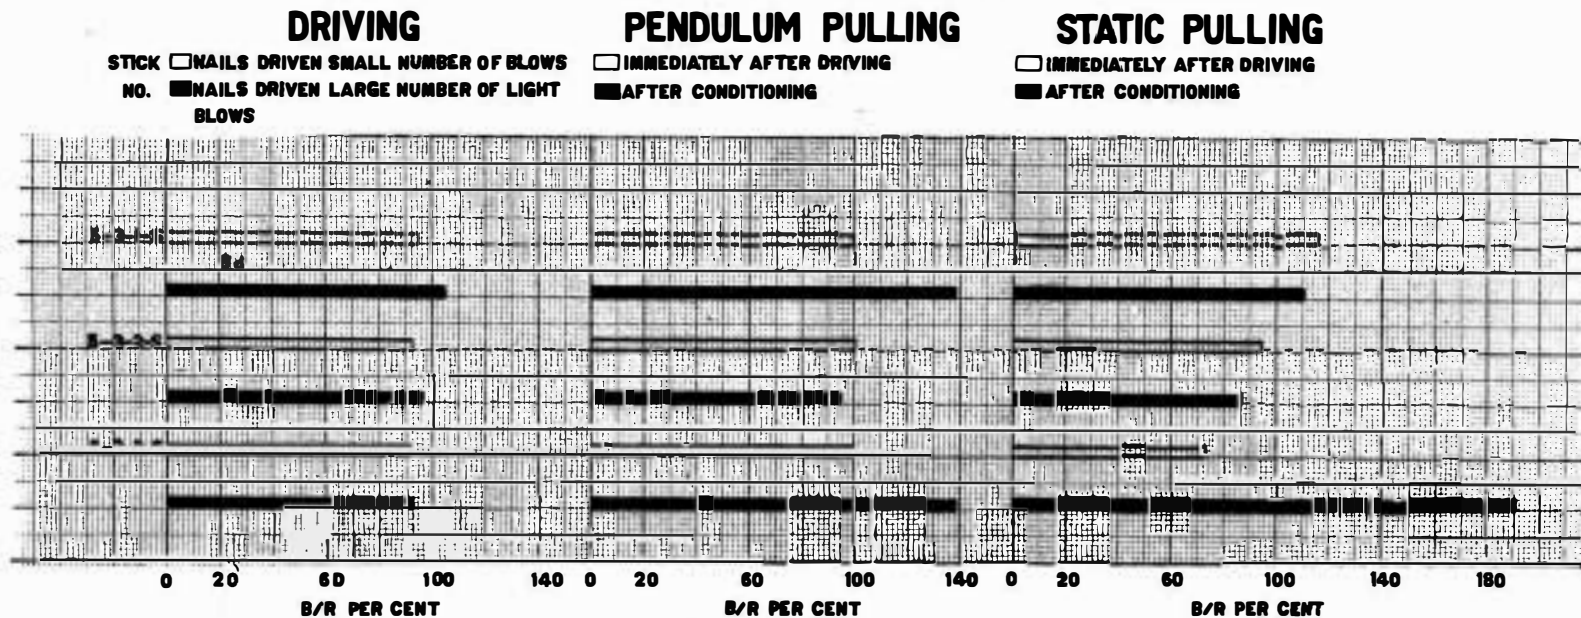 DRIVING
PENDULUM PULLING
STATIC PULLING
STICK NO.
NAILS DRIVEN SMALL NUMBER OF BLOWS
NAILS DRIVEN LARGE NUMBER OF LIGHT
BLOWS
IMMEDIATELY AFTER DRIVING
AFTER CONDITIONING
IMMEDIATELY AFTER DRIVING
AFTER CONDITIONING
0 20 60 100 140 0 20 60 100 140 0 20 60 100 140 180
B/R PER CENT
B/R PER CENT
B/R PER CENT